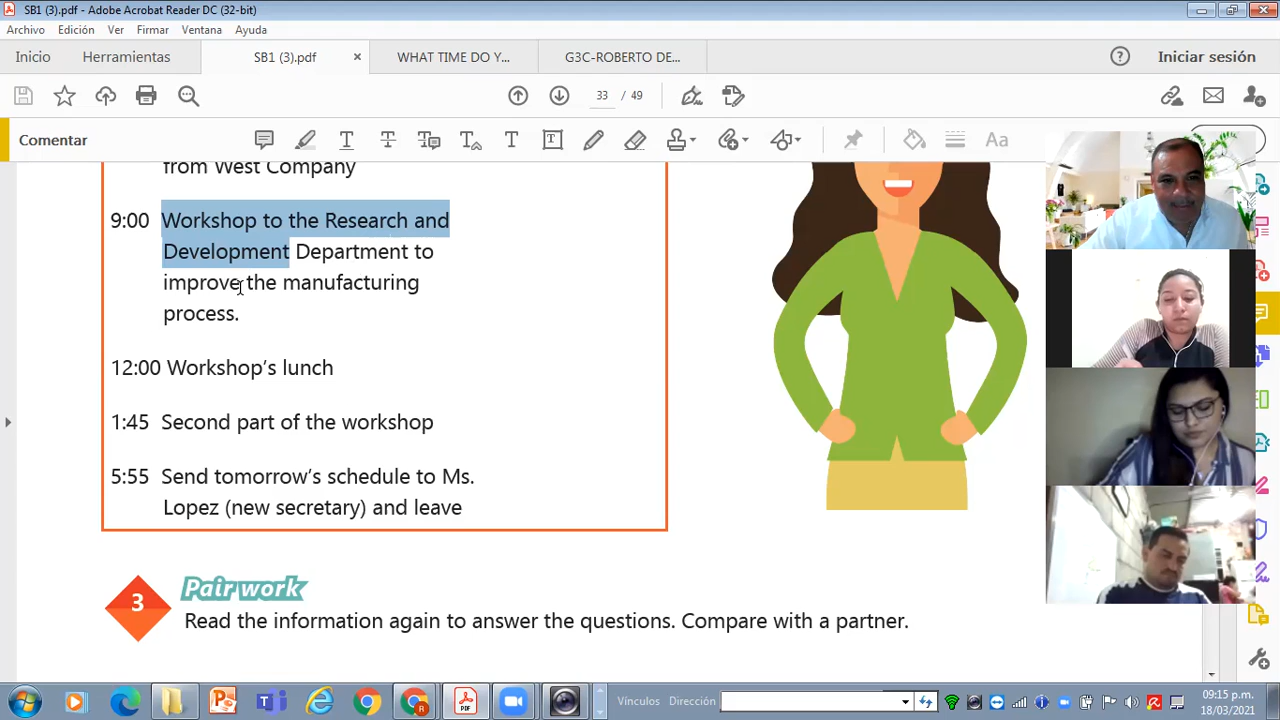 SB1 (3).pdf - Adobe Acrobat Reader DC (32-bit)
Archivo Edición Ver Firmar Ventana Ayuda
Inicio Herramientas SB1 (3).pdf × WHAT TIME DO Y... G3C-ROBERTO DE... Iniciar sesión
33 / 49
Comentar
Aa
from West Company
9:00 Workshop to the Research and
Development Department to
improve the manufacturing
process.
12:00 Workshop's lunch
1:45 Second part of the workshop
5:55 Send tomorrow's schedule to Ms.
Lopez (new secretary) and leave
3 Pair work
Read the information again to answer the questions. Compare with a partner.
Vínculos Dirección
09:15 p.m.
18/03/2021